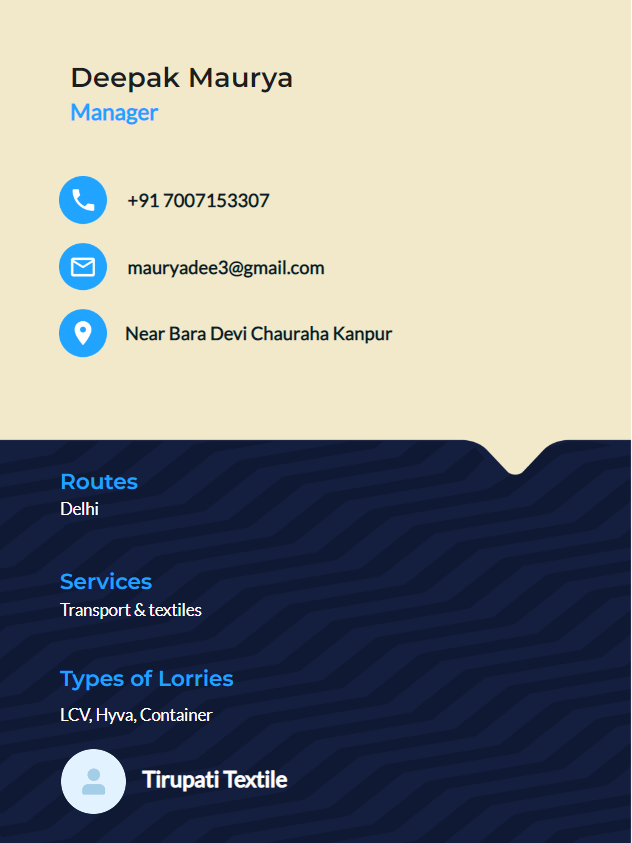 Deepak Maurya
Manager
+91 7007153307
mauryadee3@gmail.com
Near Bara Devi Chauraha Kanpur
Routes
Delhi
Services
Transport & textiles
Types of Lorries
LCV, Hyva, Container
Tirupati Textile